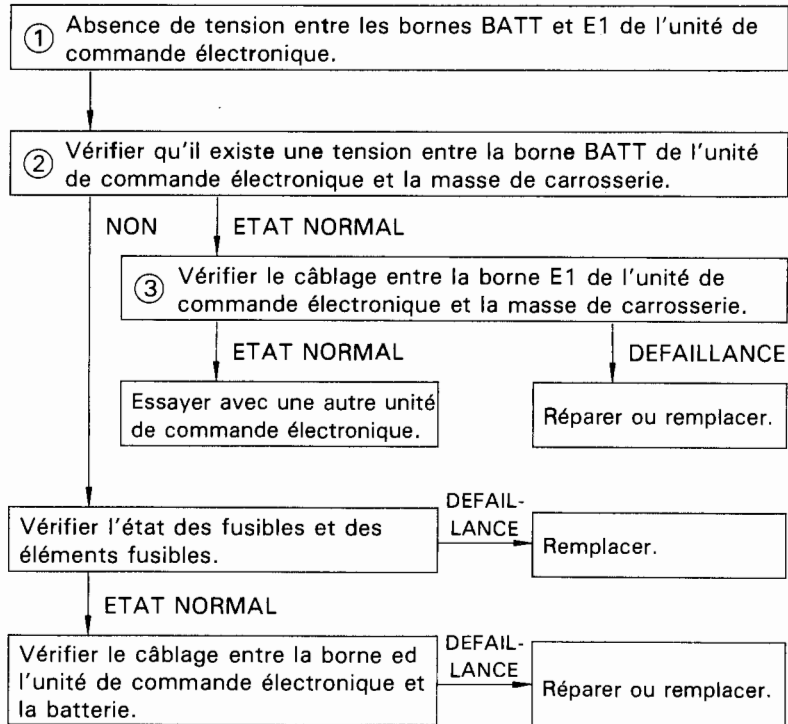 ① Absence de tension entre les bornes BATT et E1 de l'unité de
commande électronique.
② Vérifier qu'il existe une tension entre la borne BATT de l'unité
de commande électronique et la masse de carrosserie.
NON
ETAT NORMAL
③ Vérifier le câblage entre la borne E1 de l'unité de
commande électronique et la masse de carrosserie.
ETAT NORMAL
DEFAILLANCE
Essayer avec une autre unité
de commande électronique.
Réparer ou remplacer.
Vérifier l'état des fusibles et des
éléments fusibles.
DEFAIL-
LANCE
Remplacer.
ETAT NORMAL
Vérifier le câblage entre la borne ed
l'unité de commande électronique et
la batterie.
DEFAIL-
LANCE
Réparer ou remplacer.